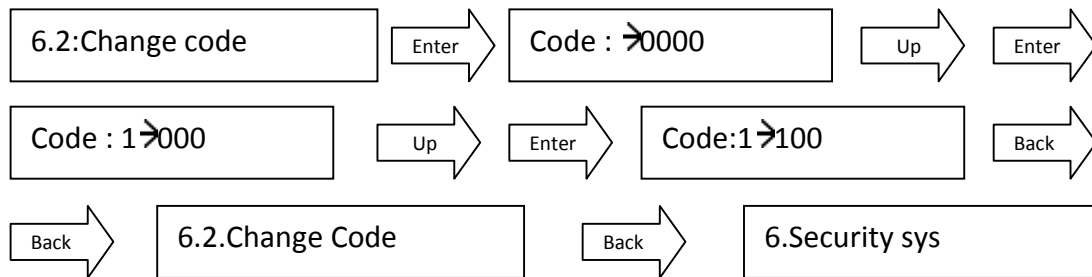 6.2:Change code Enter Code : →0000 Up Enter
Code : 1→000 Up Enter Code:1→100 Back
Back 6.2.Change Code Back 6.Security sys